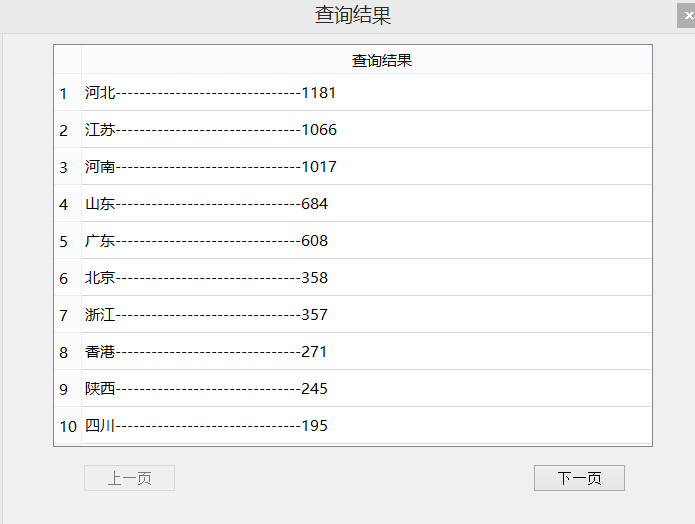 查询结果
×
查询结果
1 河北-------------------------------1181
2 江苏-------------------------------1066
3 河南-------------------------------1017
4 山东-------------------------------684
5 广东-------------------------------608
6 北京-------------------------------358
7 浙江-------------------------------357
8 香港-------------------------------271
9 陕西-------------------------------245
10 四川-------------------------------195
上一页 下一页